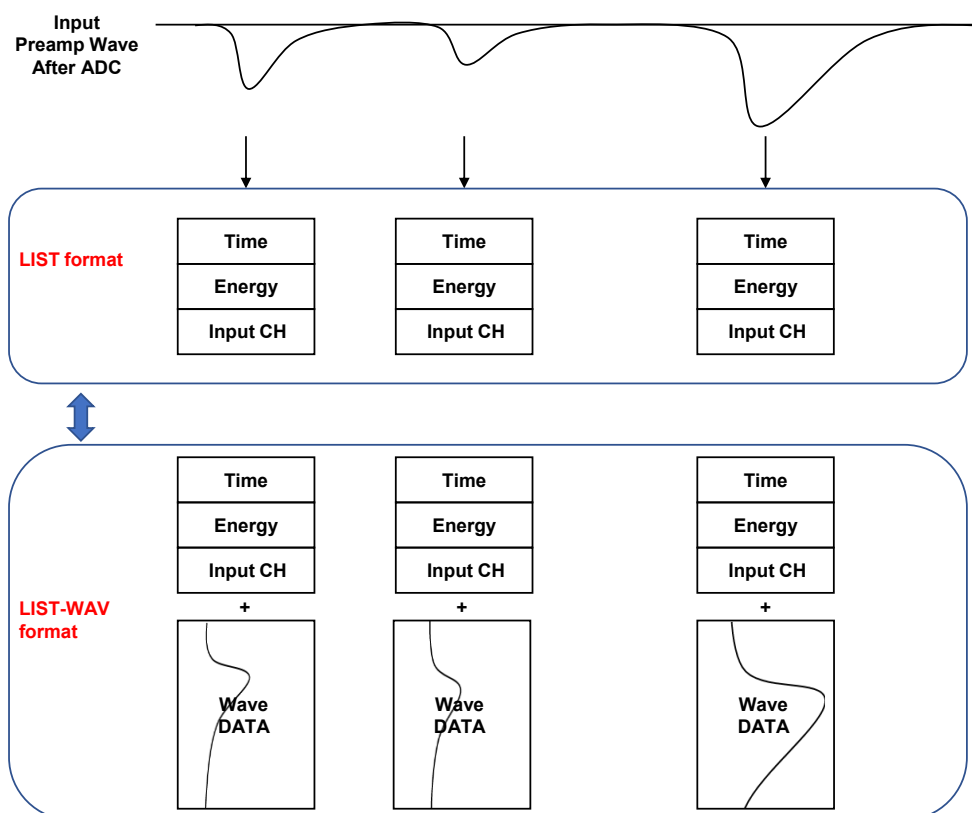 Input
Preamp Wave
After ADC
LIST format
Time
Energy
Input CH
Time
Energy
Input CH
Time
Energy
Input CH
LIST-WAV
format
Time
Energy
Input CH
+
Wave
DATA
Time
Energy
Input CH
+
Wave
DATA
Time
Energy
Input CH
+
Wave
DATA